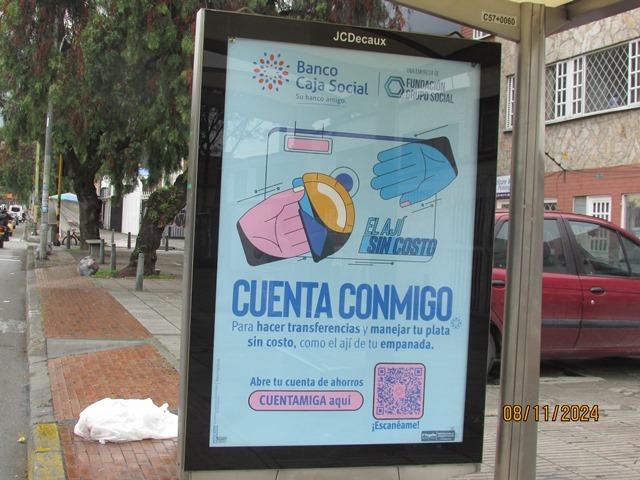 C57+0060
JCDecaux
Banco
Caja Social
Su banco amigo.
UNA EMPRESA DE
FUNDACIÓN
GRUPO SOCIAL
EL AJÍ
SIN COSTO
CUENTA CONMIGO
Para hacer transferencias y manejar tu plata
sin costo, como el ají de tu empanada.
Abre tu cuenta de ahorros
CUENTAMIGA aquí
¡Escanéame!
08/11/2024